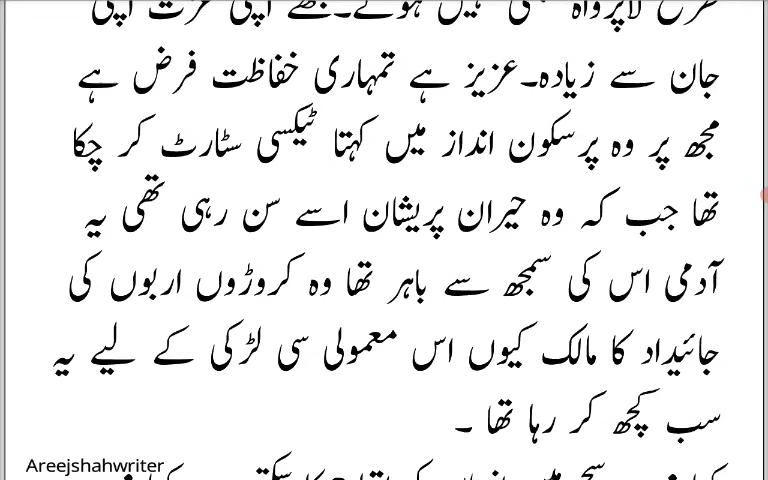 جان سے زیادہ۔عزیز ہے تمہاری حفاظت فرض ہے
مجھ پر وہ پرسکون انداز میں کہتا ٹیکسی سٹارٹ کر چکا
تھا جب کہ وہ حیران پریشان اسے سن رہی تھی یہ
آدمی اس کی سمجھ سے باہر تھا وہ کروڑوں اربوں کی
جائیداد کا مالک کیوں اس معمولی سی لڑکی کے لیے یہ
سب کچھ کر رہا تھا ۔
Areejshahwriter